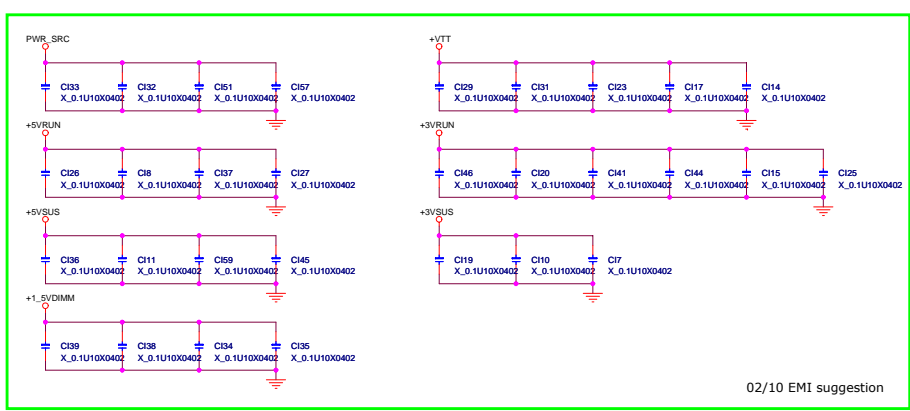 PWR_SRC
CI33 CI32 CI51 CI57
X_0.1U10X0402 X_0.1U10X0402 X_0.1U10X0402 X_0.1U10X0402
+5VRUN
CI26 CI8 CI37 CI27
X_0.1U10X0402 X_0.1U10X0402 X_0.1U10X0402 X_0.1U10X0402
+5VSUS
CI36 CI11 CI59 CI45
X_0.1U10X0402 X_0.1U10X0402 X_0.1U10X0402 X_0.1U10X0402
+1_5VDIMM
CI39 CI38 CI34 CI35
X_0.1U10X0402 X_0.1U10X0402 X_0.1U10X0402 X_0.1U10X0402
+VTT
CI29 CI31 CI23 CI17 CI14
X_0.1U10X0402 X_0.1U10X0402 X_0.1U10X0402 X_0.1U10X0402 X_0.1U10X0402
+3VRUN
CI46 CI20 CI41 CI44 CI15 CI25
X_0.1U10X0402 X_0.1U10X0402 X_0.1U10X0402 X_0.1U10X0402 X_0.1U10X0402 X_0.1U10X0402
+3VSUS
CI19 CI10 CI7
X_0.1U10X0402 X_0.1U10X0402 X_0.1U10X0402
02/10 EMI suggestion